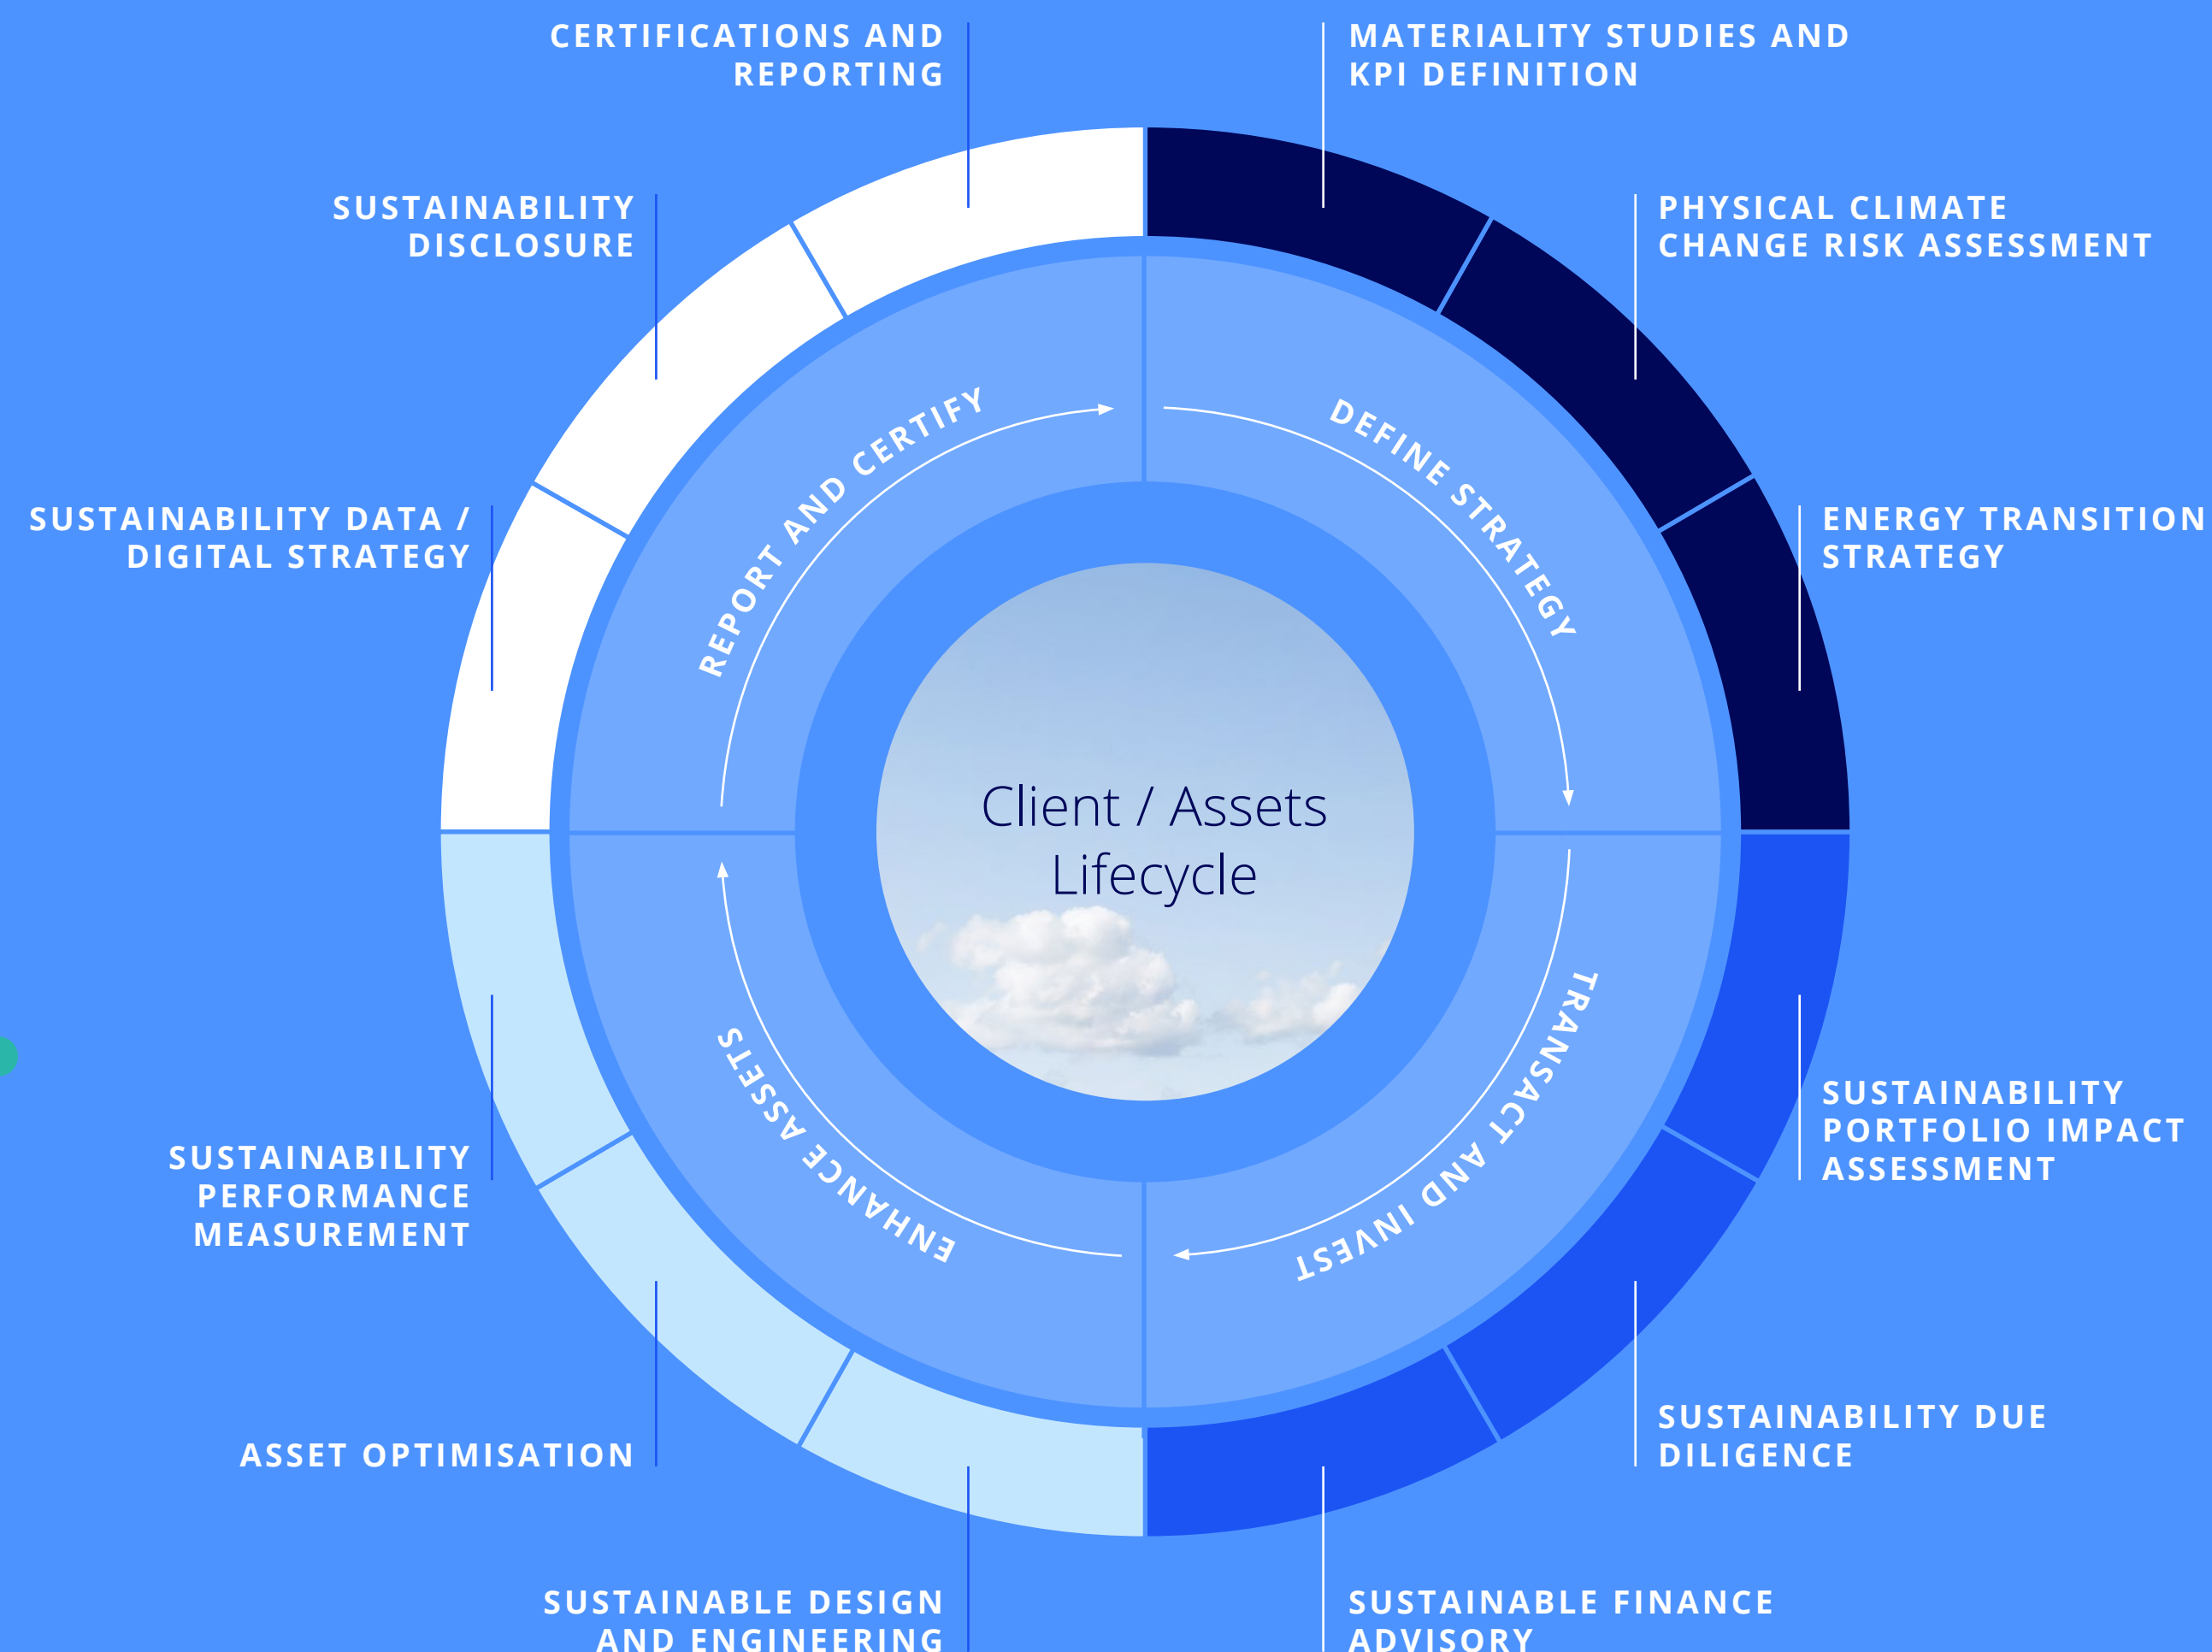 CERTIFICATIONS AND
REPORTING
MATERIALITY STUDIES AND
KPI DEFINITION
SUSTAINABILITY
DISCLOSURE
PHYSICAL CLIMATE
CHANGE RISK ASSESSMENT
SUSTAINABILITY DATA /
DIGITAL STRATEGY
ENERGY TRANSITION
STRATEGY
REPORT AND CERTIFY
DEFINE STRATEGY
Client / Assets
Lifecycle
ENHANCE ASSETS
TRANSACT AND INVEST
SUSTAINABILITY
PERFORMANCE
MEASUREMENT
SUSTAINABILITY
PORTFOLIO IMPACT
ASSESSMENT
ASSET OPTIMISATION
SUSTAINABILITY DUE
DILIGENCE
SUSTAINABLE DESIGN
AND ENGINEERING
SUSTAINABLE FINANCE
ADVISORY